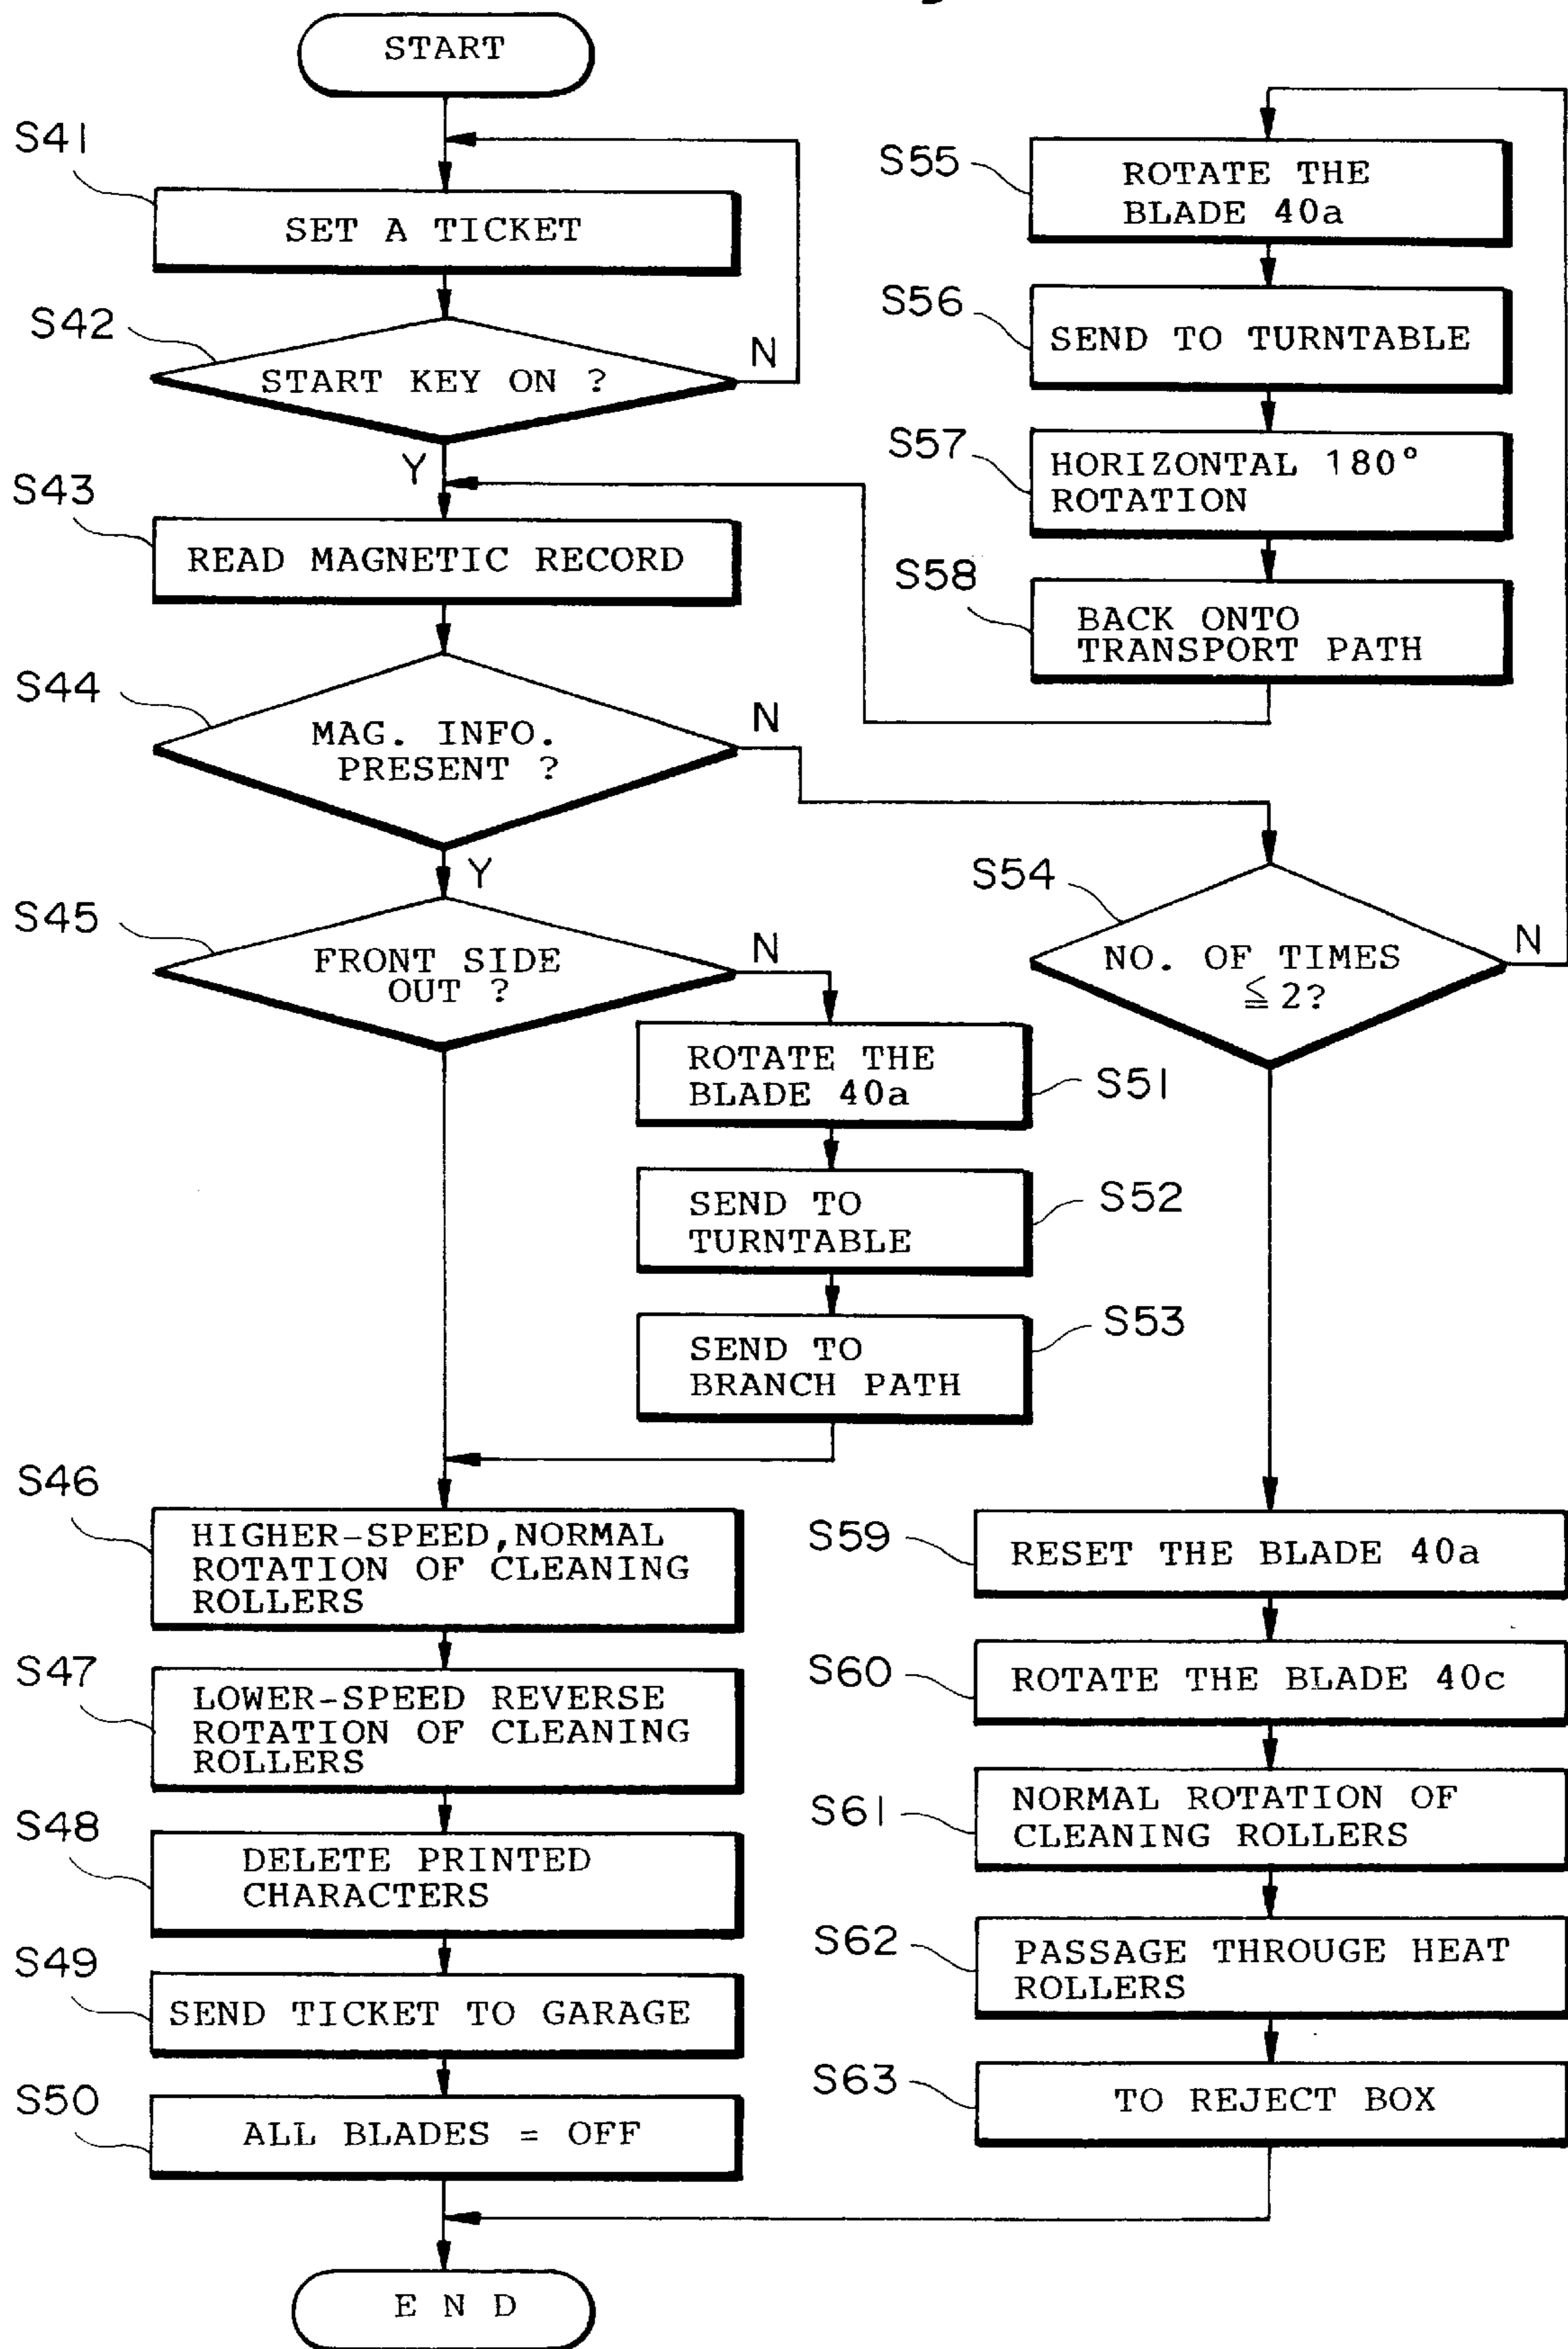 START
S41
SET A TICKET
S42
START KEY ON ?
N
Y
S43
READ MAGNETIC RECORD
S44
MAG. INFO.
PRESENT ?
N
Y
S45
FRONT SIDE
OUT ?
N
ROTATE THE
BLADE 40a
S51
SEND TO
TURNTABLE
S52
SEND TO
BRANCH PATH
S53
S46
HIGHER-SPEED,NORMAL
ROTATION OF CLEANING
ROLLERS
S47
LOWER-SPEED REVERSE
ROTATION OF CLEANING
ROLLERS
S48
DELETE PRINTED
CHARACTERS
S49
SEND TICKET TO GARAGE
S50
ALL BLADES = OFF
END
S55
ROTATE THE
BLADE 40a
S56
SEND TO TURNTABLE
S57
HORIZONTAL 180°
ROTATION
S58
BACK ONTO
TRANSPORT PATH
S54
NO. OF TIMES
≦ 2?
N
S59
RESET THE BLADE 40a
S60
ROTATE THE BLADE 40c
S61
NORMAL ROTATION OF
CLEANING ROLLERS
S62
PASSAGE THROUGE HEAT
ROLLERS
S63
TO REJECT BOX